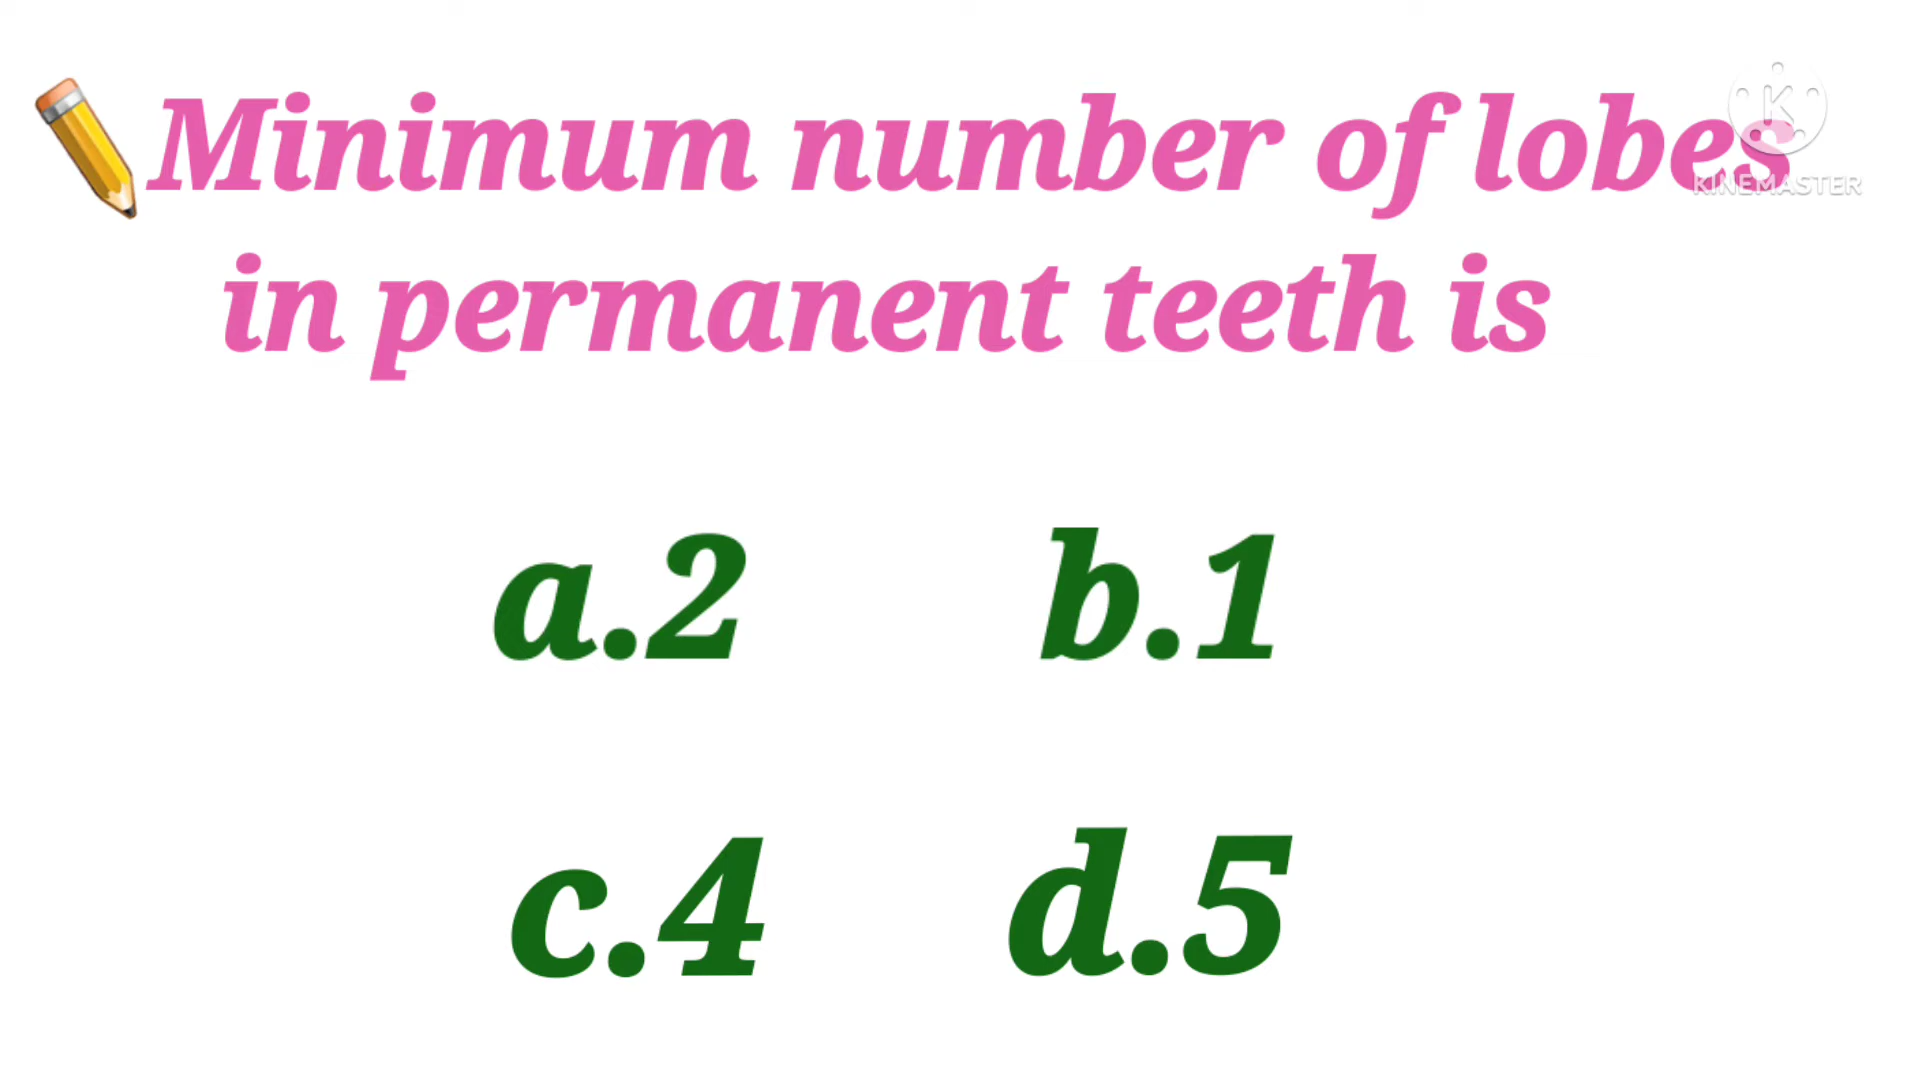 Minimum number of lobes
KINEMASTER
in permanent teeth is
a.2 b.1
c.4 d.5